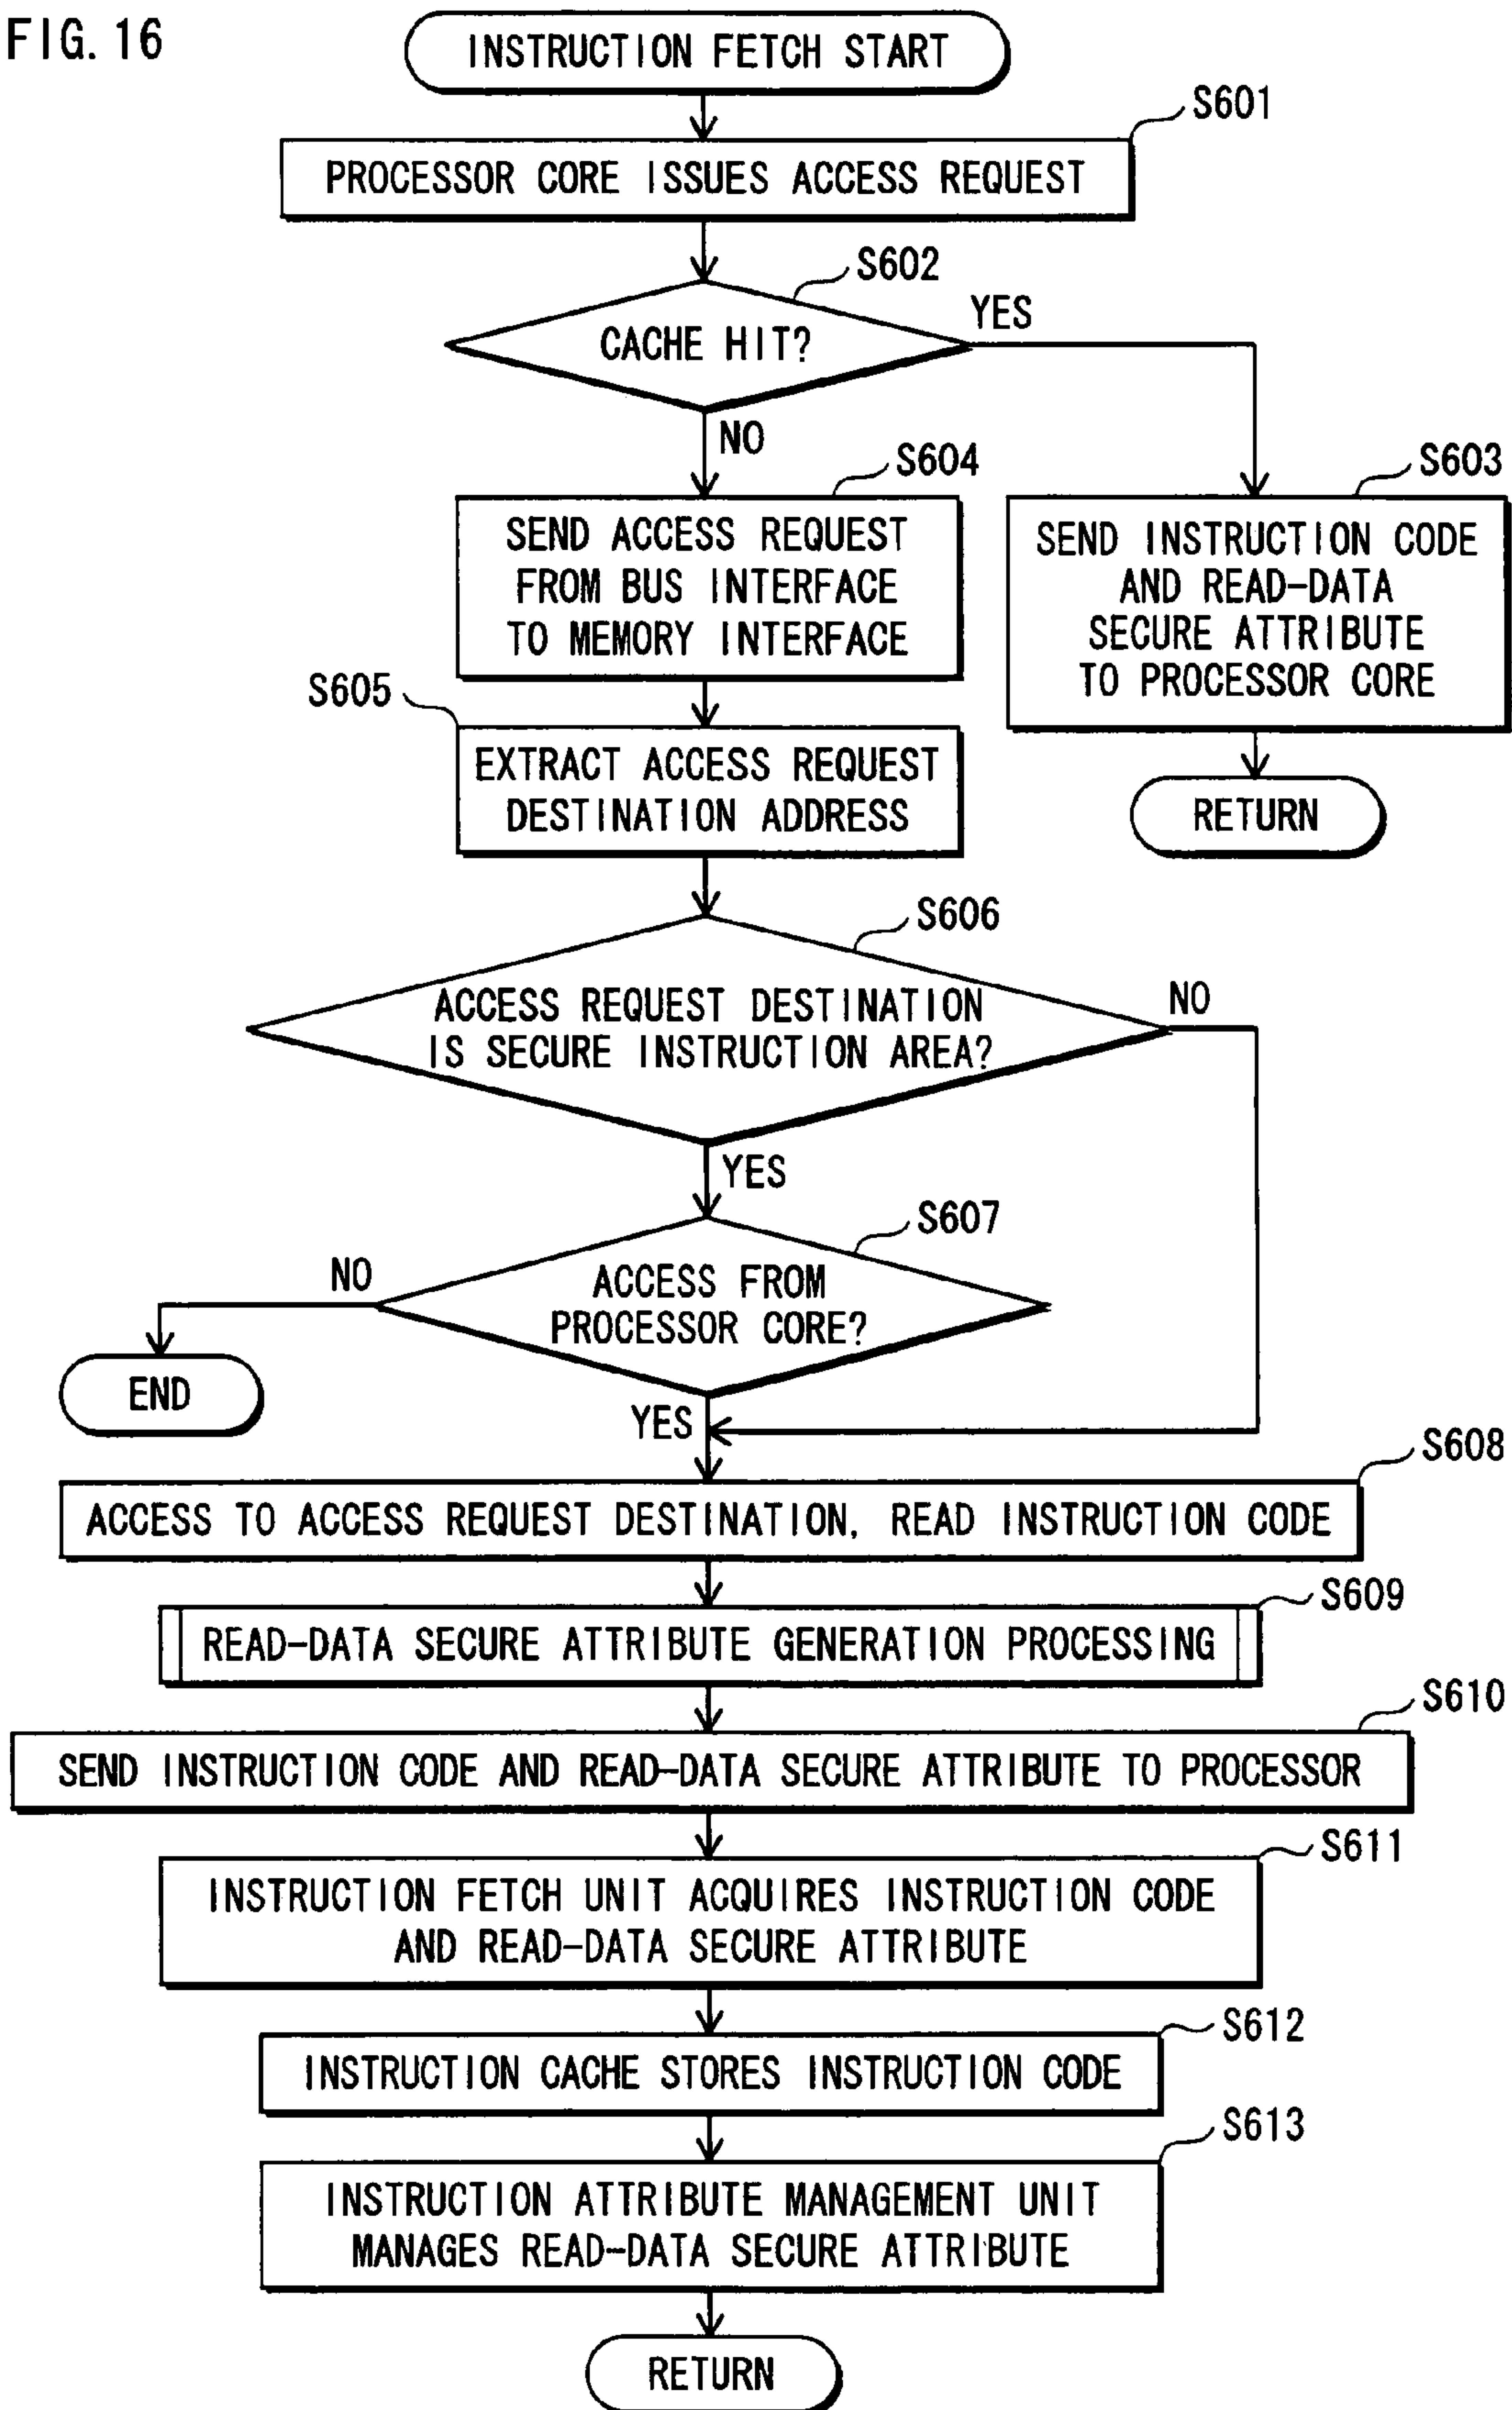 FIG. 16
INSTRUCTION FETCH START
S601
PROCESSOR CORE ISSUES ACCESS REQUEST
S602
CACHE HIT?
YES
NO
S604
SEND ACCESS REQUEST
FROM BUS INTERFACE
TO MEMORY INTERFACE
S603
SEND INSTRUCTION CODE
AND READ-DATA
SECURE ATTRIBUTE
TO PROCESSOR CORE
RETURN
S605
EXTRACT ACCESS REQUEST
DESTINATION ADDRESS
S606
ACCESS REQUEST DESTINATION
IS SECURE INSTRUCTION AREA?
NO
YES
S607
ACCESS FROM
PROCESSOR CORE?
NO
END
YES
S608
ACCESS TO ACCESS REQUEST DESTINATION, READ INSTRUCTION CODE
S609
READ-DATA SECURE ATTRIBUTE GENERATION PROCESSING
S610
SEND INSTRUCTION CODE AND READ-DATA SECURE ATTRIBUTE TO PROCESSOR
S611
INSTRUCTION FETCH UNIT ACQUIRES INSTRUCTION CODE
AND READ-DATA SECURE ATTRIBUTE
S612
INSTRUCTION CACHE STORES INSTRUCTION CODE
S613
INSTRUCTION ATTRIBUTE MANAGEMENT UNIT
MANAGES READ-DATA SECURE ATTRIBUTE
RETURN